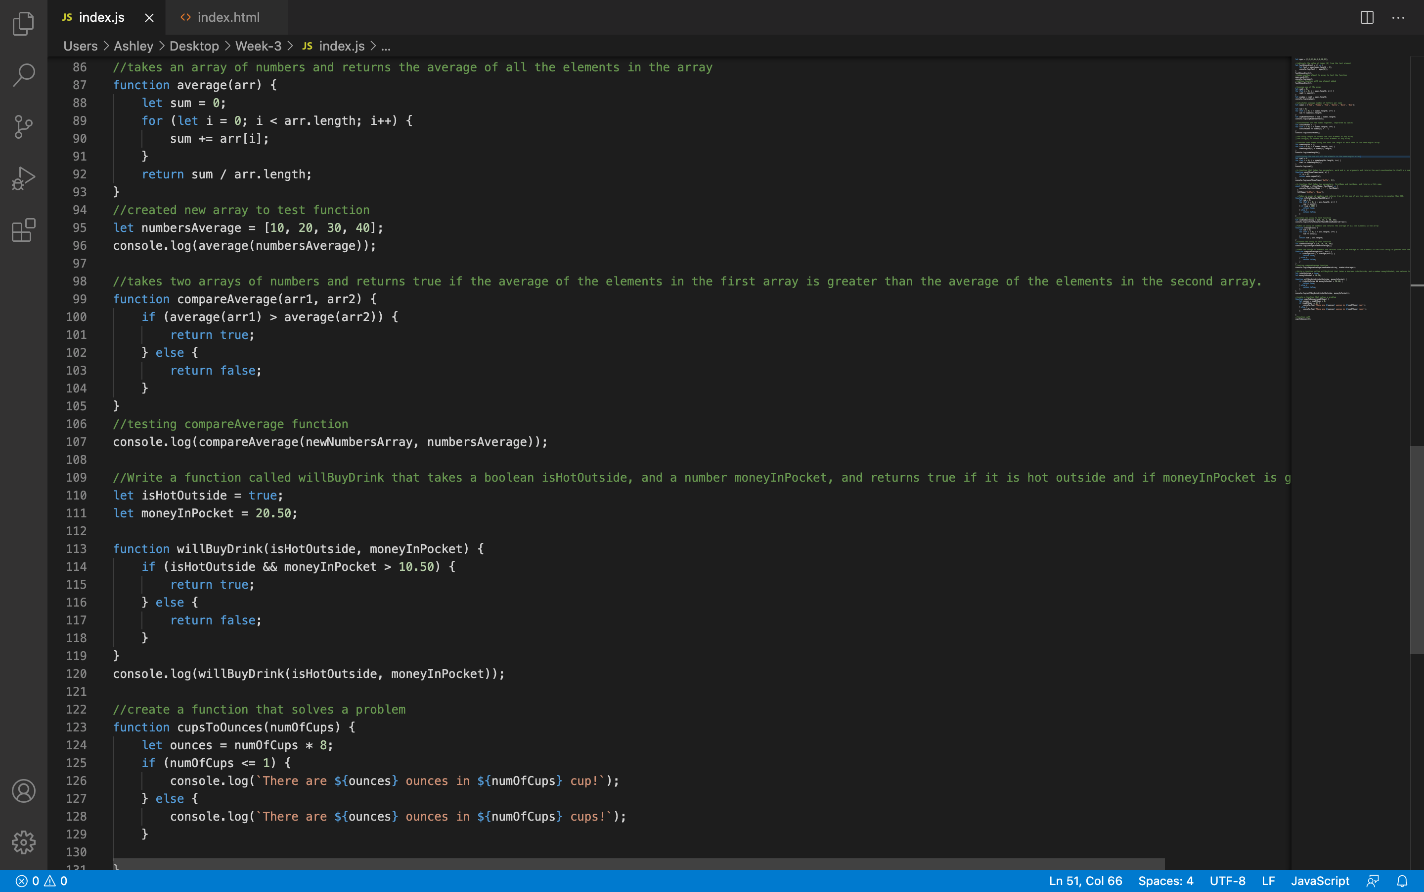 JS index.js ×
<> index.html
Users > Ashley > Desktop > Week-3 > JS index.js > ...
86 //takes an array of numbers and returns the average of all the elements in the array
87 function average(arr) {
88     let sum = 0;
89     for (let i = 0; i < arr.length; i++) {
90         sum += arr[i];
91     }
92     return sum / arr.length;
93 }
94 //created new array to test function
95 let numbersAverage = [10, 20, 30, 40];
96 console.log(average(numbersAverage));
97
98 //takes two arrays of numbers and returns true if the average of the elements in the first array is greater than the average of the elements in the second array.
99 function compareAverage(arr1, arr2) {
100     if (average(arr1) > average(arr2)) {
101         return true;
102     } else {
103         return false;
104     }
105 }
106 //testing compareAverage function
107 console.log(compareAverage(newNumbersArray, numbersAverage));
108
109 //Write a function called willBuyDrink that takes a boolean isHotOutside, and a number moneyInPocket, and returns true if it is hot outside and if moneyInPocket is g
110 let isHotOutside = true;
111 let moneyInPocket = 20.50;
112
113 function willBuyDrink(isHotOutside, moneyInPocket) {
114     if (isHotOutside && moneyInPocket > 10.50) {
115         return true;
116     } else {
117         return false;
118     }
119 }
120 console.log(willBuyDrink(isHotOutside, moneyInPocket));
121
122 //create a function that solves a problem
123 function cupsToOunces(numOfCups) {
124     let ounces = numOfCups * 8;
125     if (numOfCups <= 1) {
126         console.log(`There are ${ounces} ounces in ${numOfCups} cup!`);
127     } else {
128         console.log(`There are ${ounces} ounces in ${numOfCups} cups!`);
129     }
130
131 }
0 0
Ln 51, Col 66 Spaces: 4 UTF-8 LF JavaScript